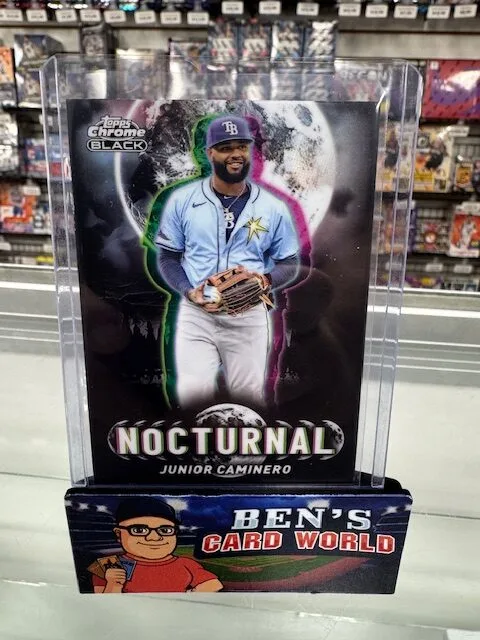 topps
Chrome
BLACK
TB
NOCTURNAL
JUNIOR CAMINERO
BEN'S
CARD WORLD